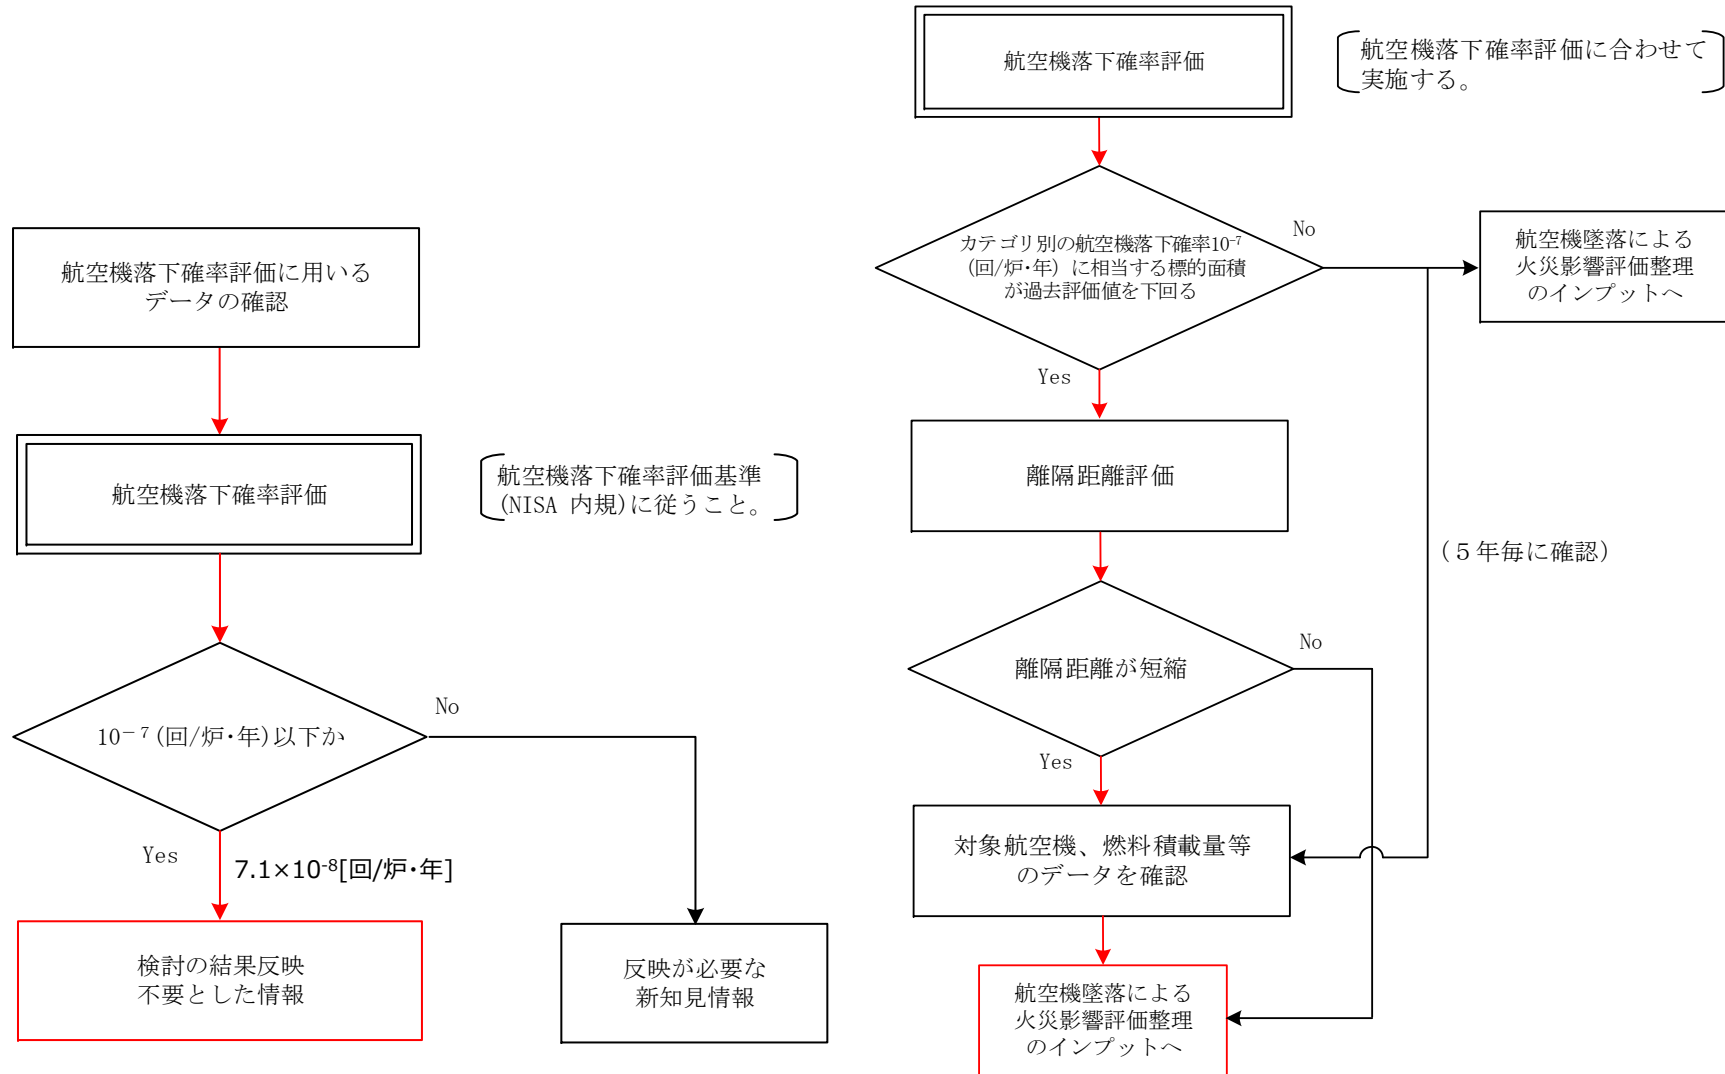 航空機落下確率評価に用いる
データの確認
航空機落下確率評価
航空機落下確率評価基準
(NISA 内規)に従うこと。
10⁻⁷(回/炉・年)以下か
No
Yes
7.1×10⁻⁸[回/炉・年]
検討の結果反映
不要とした情報
反映が必要な
新知見情報
航空機落下確率評価
航空機落下確率評価に合わせて
実施する。
カテゴリ別の航空機落下確率10⁻⁷
(回/炉・年) に相当する標的面積
が過去評価値を下回る
No
航空機墜落による
火災影響評価整理
のインプットへ
Yes
離隔距離評価
(５年毎に確認)
離隔距離が短縮
No
Yes
対象航空機、燃料積載量等
のデータを確認
航空機墜落による
火災影響評価整理
のインプットへ